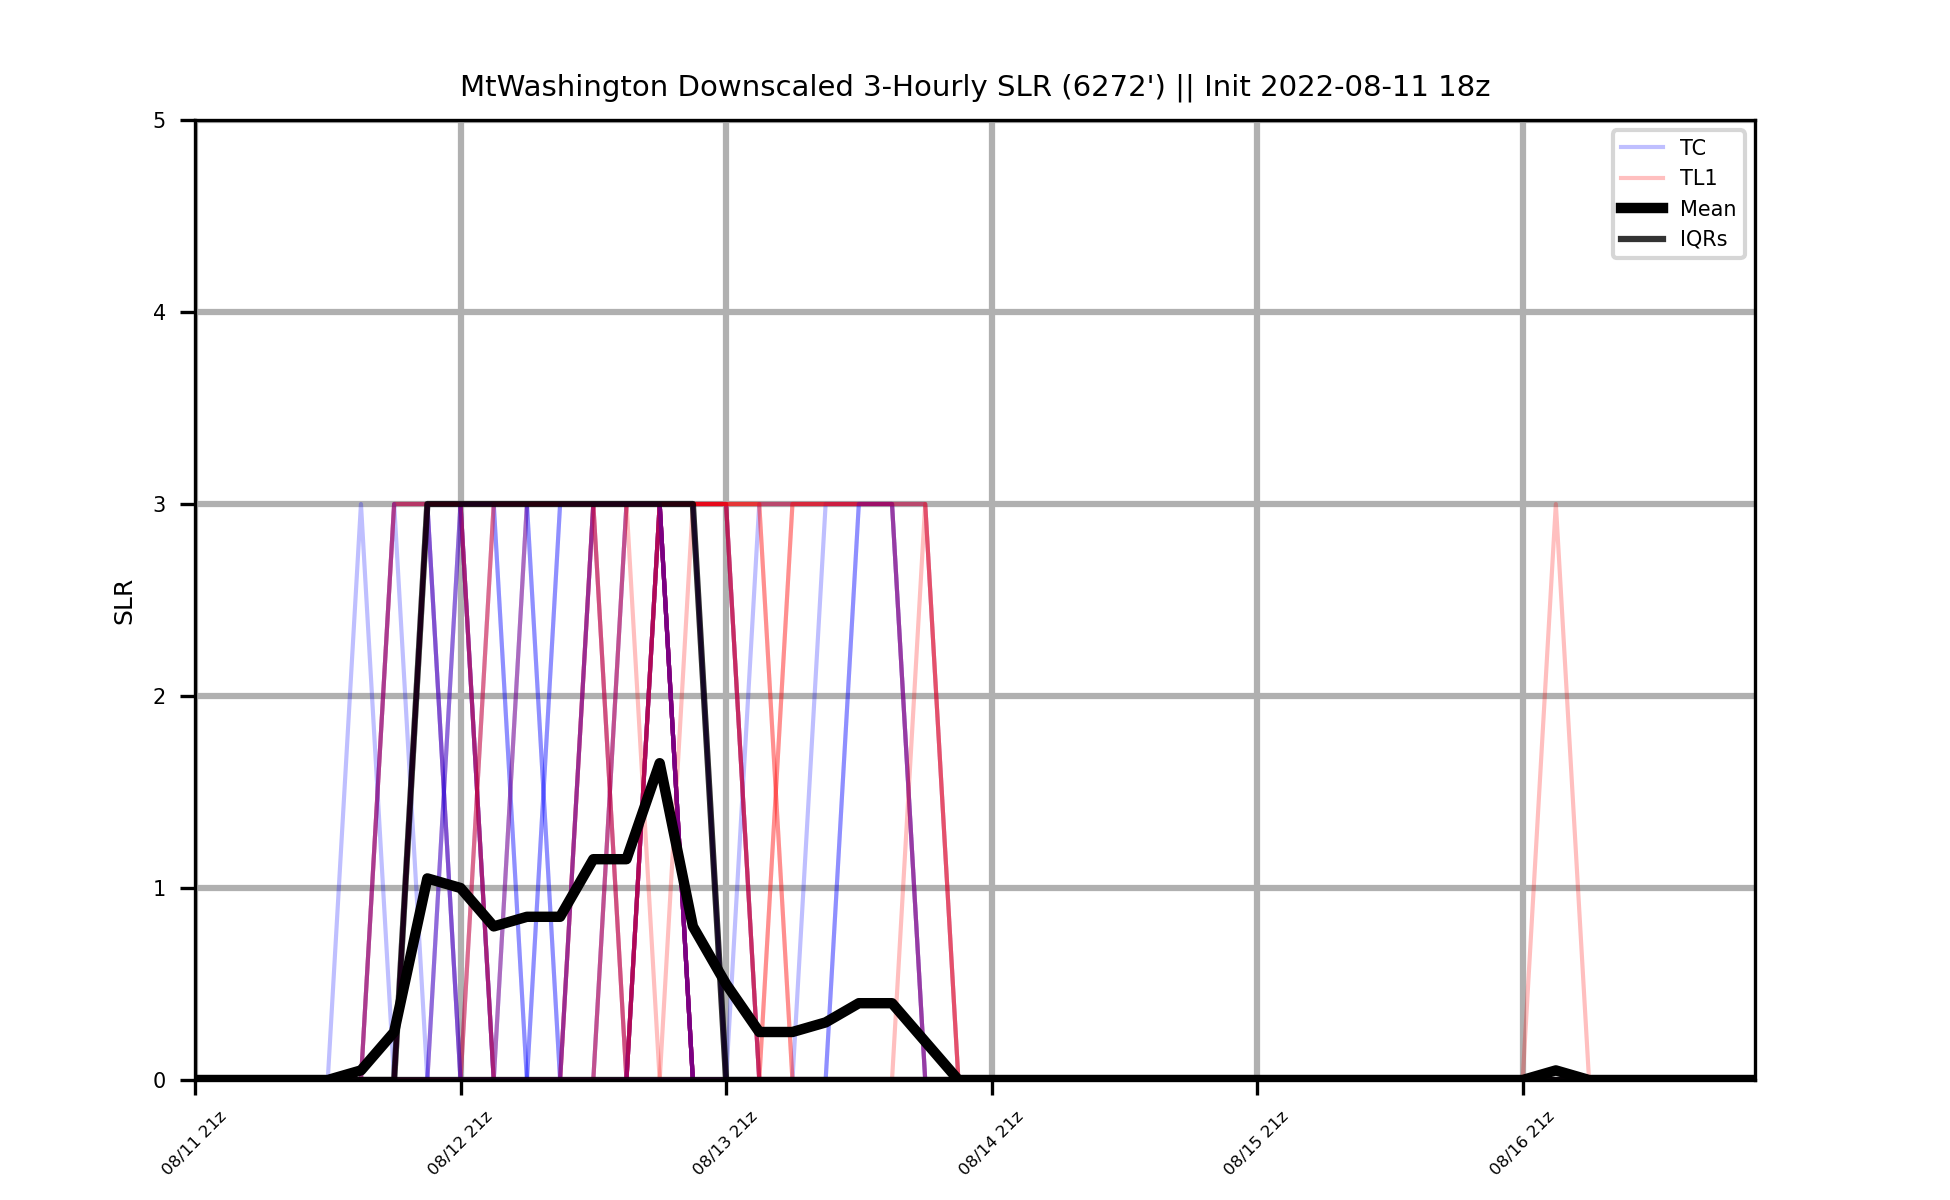 MtWashington Downscaled 3-Hourly SLR (6272') || Init 2022-08-11 18z
TC
TL1
Mean
IQRs
SLR
5
4
3
2
1
0
08/11 21z
08/12 21z
08/13 21z
08/14 21z
08/15 21z
08/16 21z